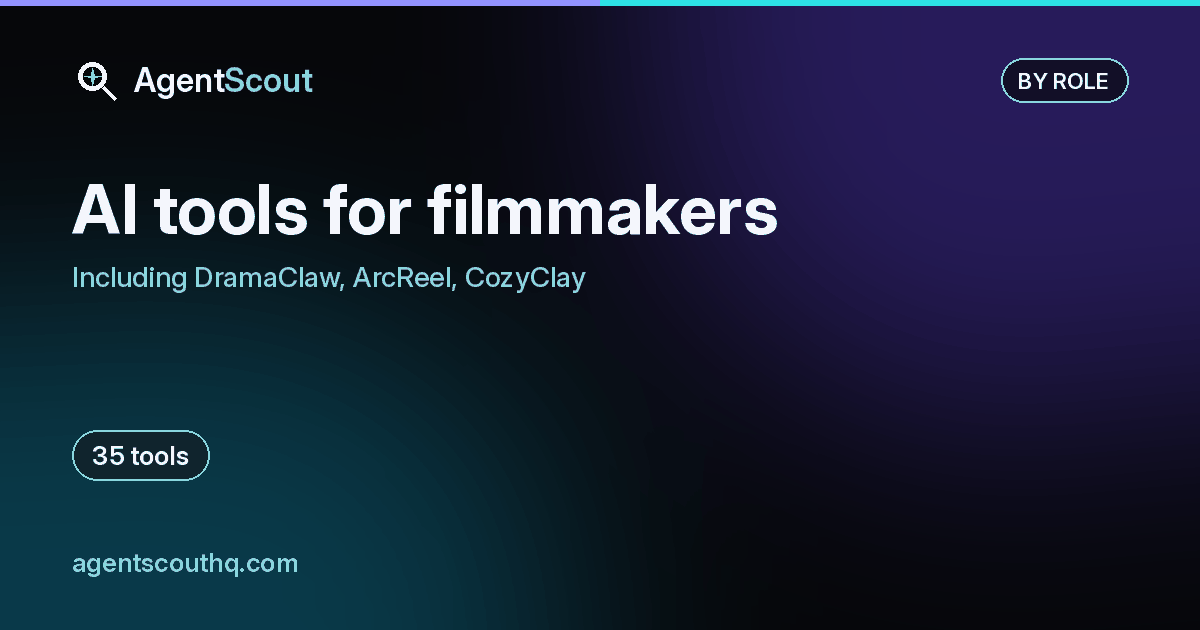 AgentScout
BY ROLE
AI tools for filmmakers
Including DramaClaw, ArcReel, CozyClay
35 tools
agentscouthq.com